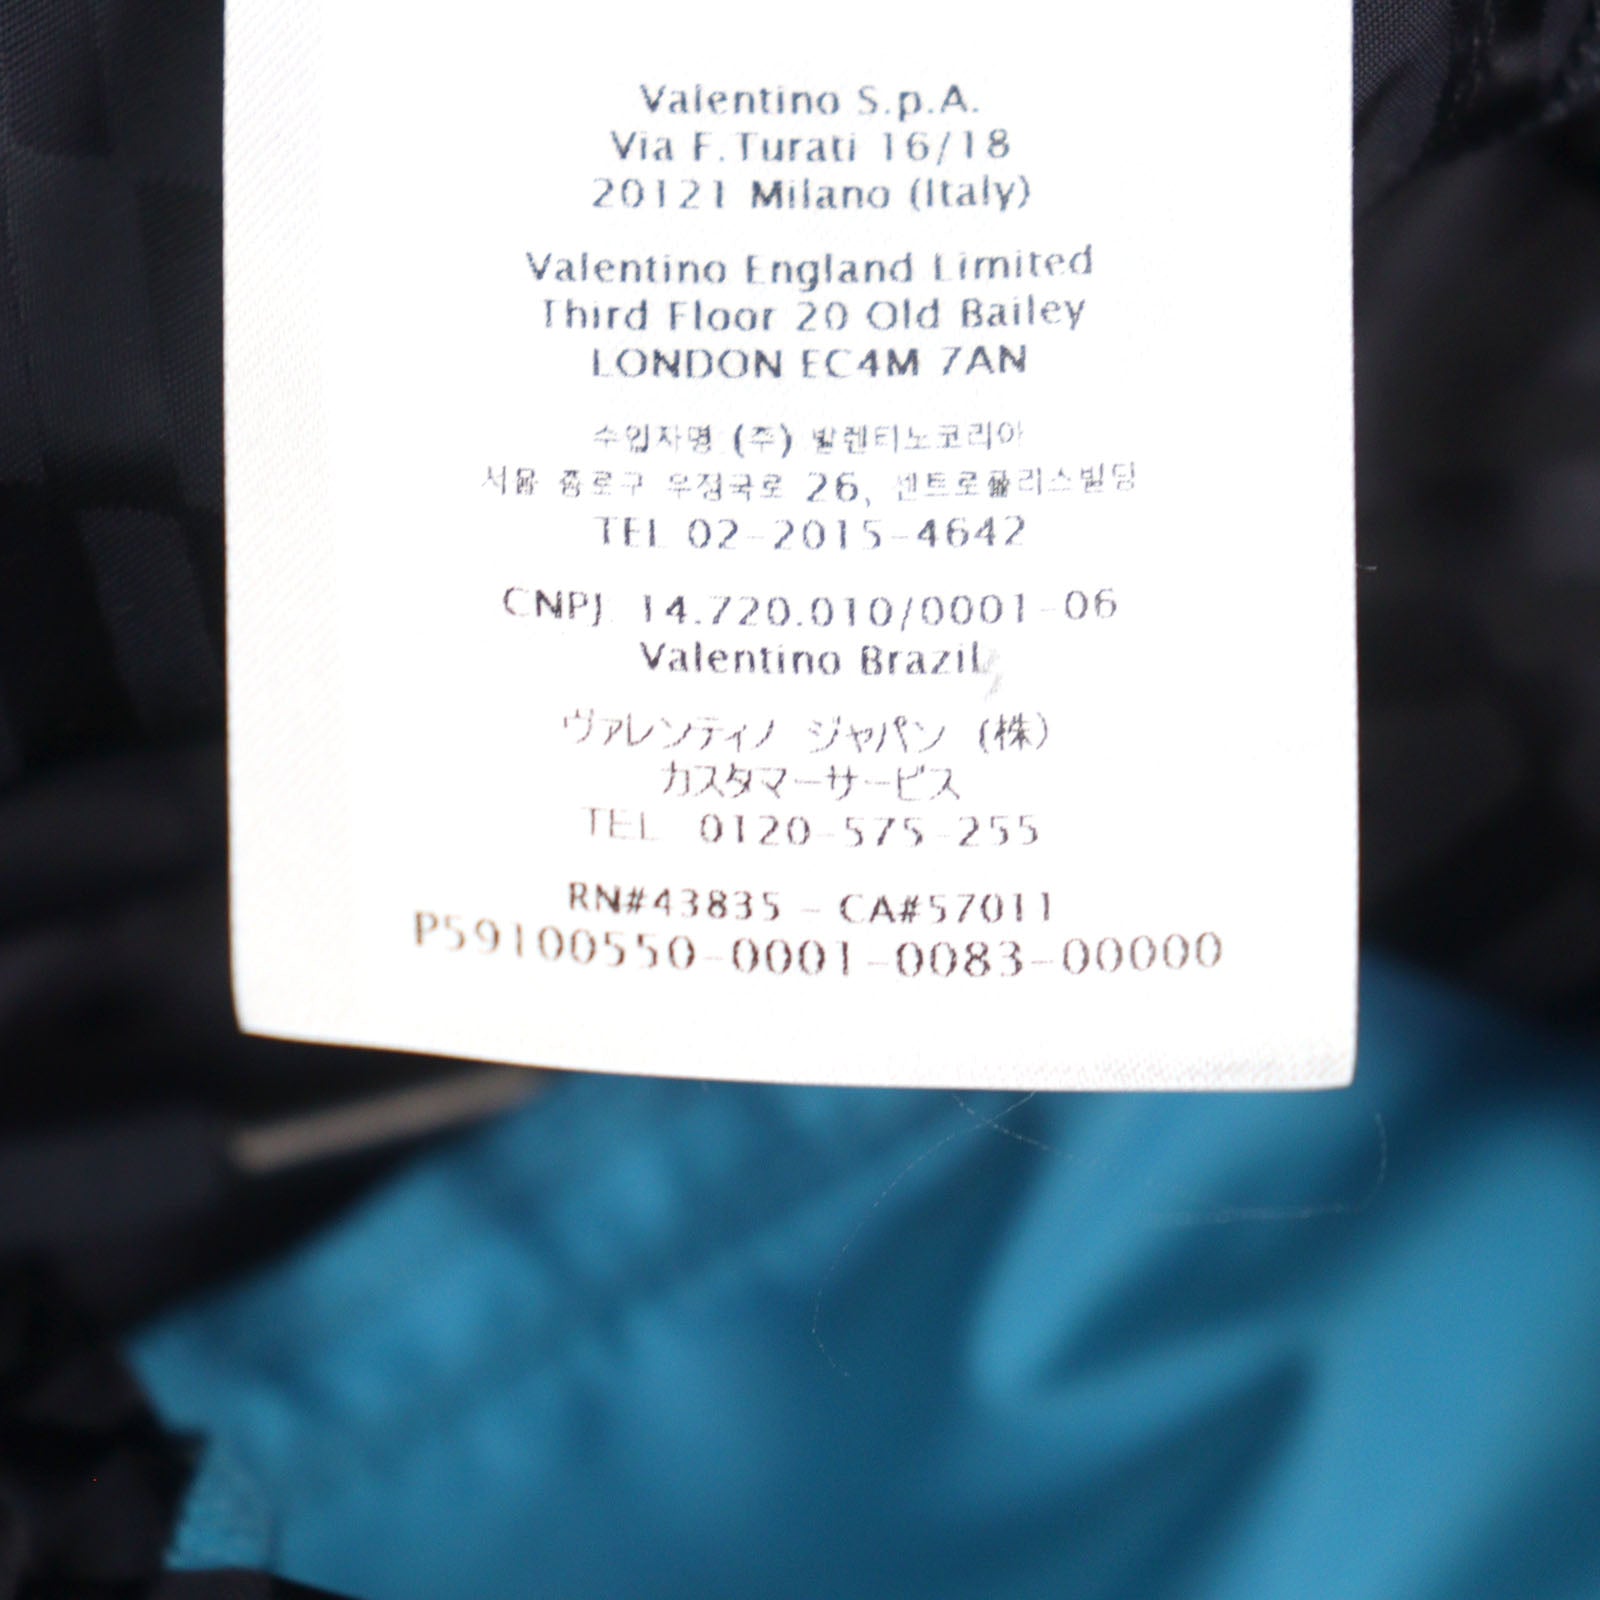 Valentino S.p.A.
Via F.Turati 16/18
20121 Milano (Italy)
Valentino England Limited
Third Floor 20 Old Bailey
LONDON EC4M 7AN
수입자명 (주) 발렌티노코리아
서울 종로구 우정국로 26, 센트로폴리스빌딩
TEL 02-2015-4642
CNPJ 14.720.010/0001-06
Valentino Brazil
ヴァレンティノ ジャパン (株)
カスタマーサービス
TEL 0120-575-255
RN#43835 - CA#57011
P59100550-0001-0083-00000